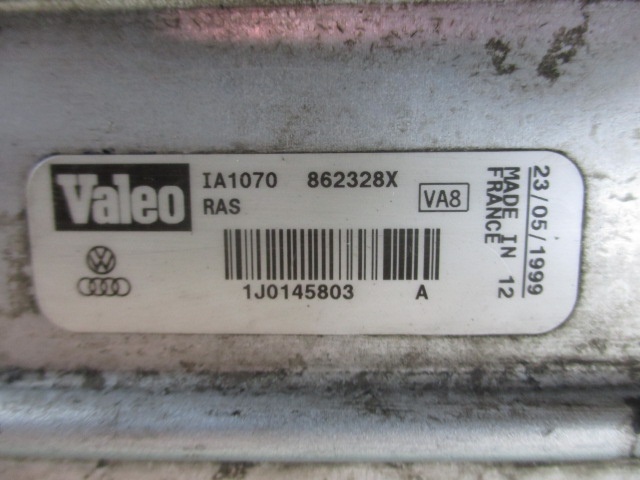 Valeo
IA1070 862328X
RAS
VA8
1J0145803 A
23/05/1999
MADE IN 12
FRANCE